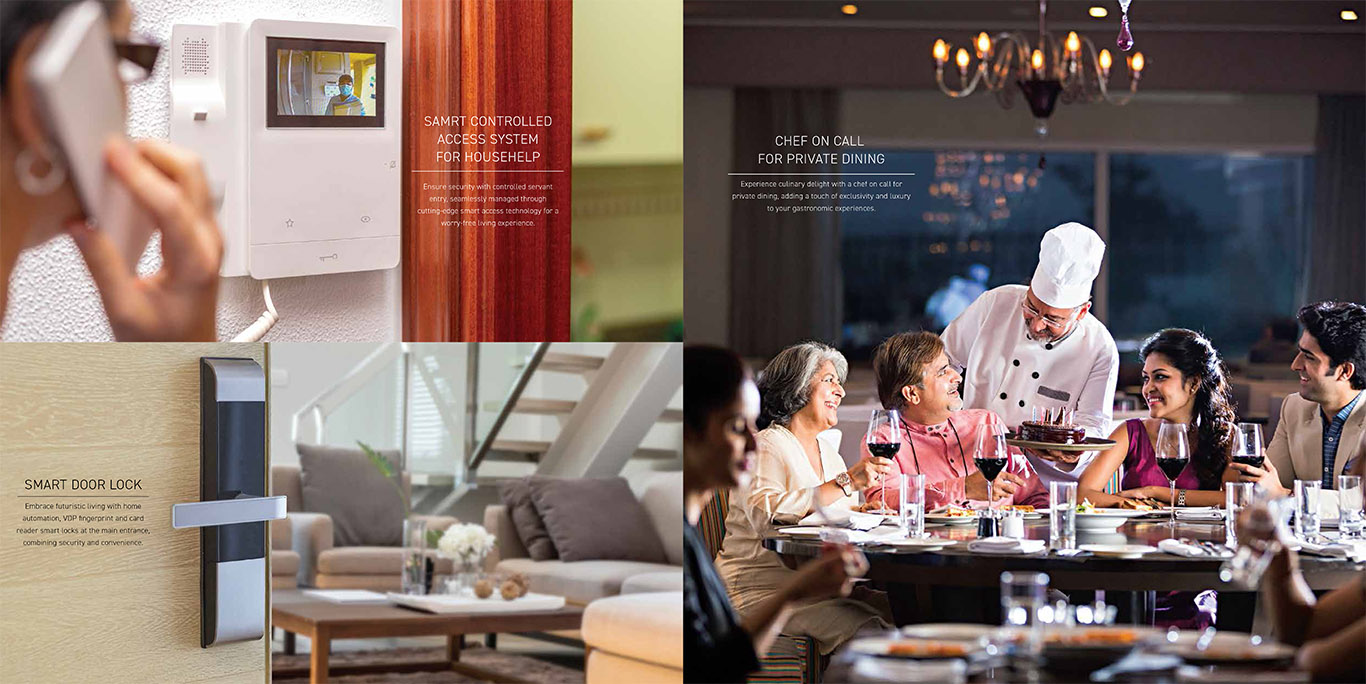 SAMRT CONTROLLED
ACCESS SYSTEM
FOR HOUSEHELP
Ensure security with controlled servant
entry, seamlessly managed through
cutting-edge smart access technology for a
worry-free living experience.
SMART DOOR LOCK
Embrace futuristic living with home
automation, VDP fingerprint and card
reader smart locks at the main entrance,
combining security and convenience.
CHEF ON CALL
FOR PRIVATE DINING
Experience culinary delight with a chef on call for
private dining, adding a touch of exclusivity and luxury
to your gastronomic experiences.